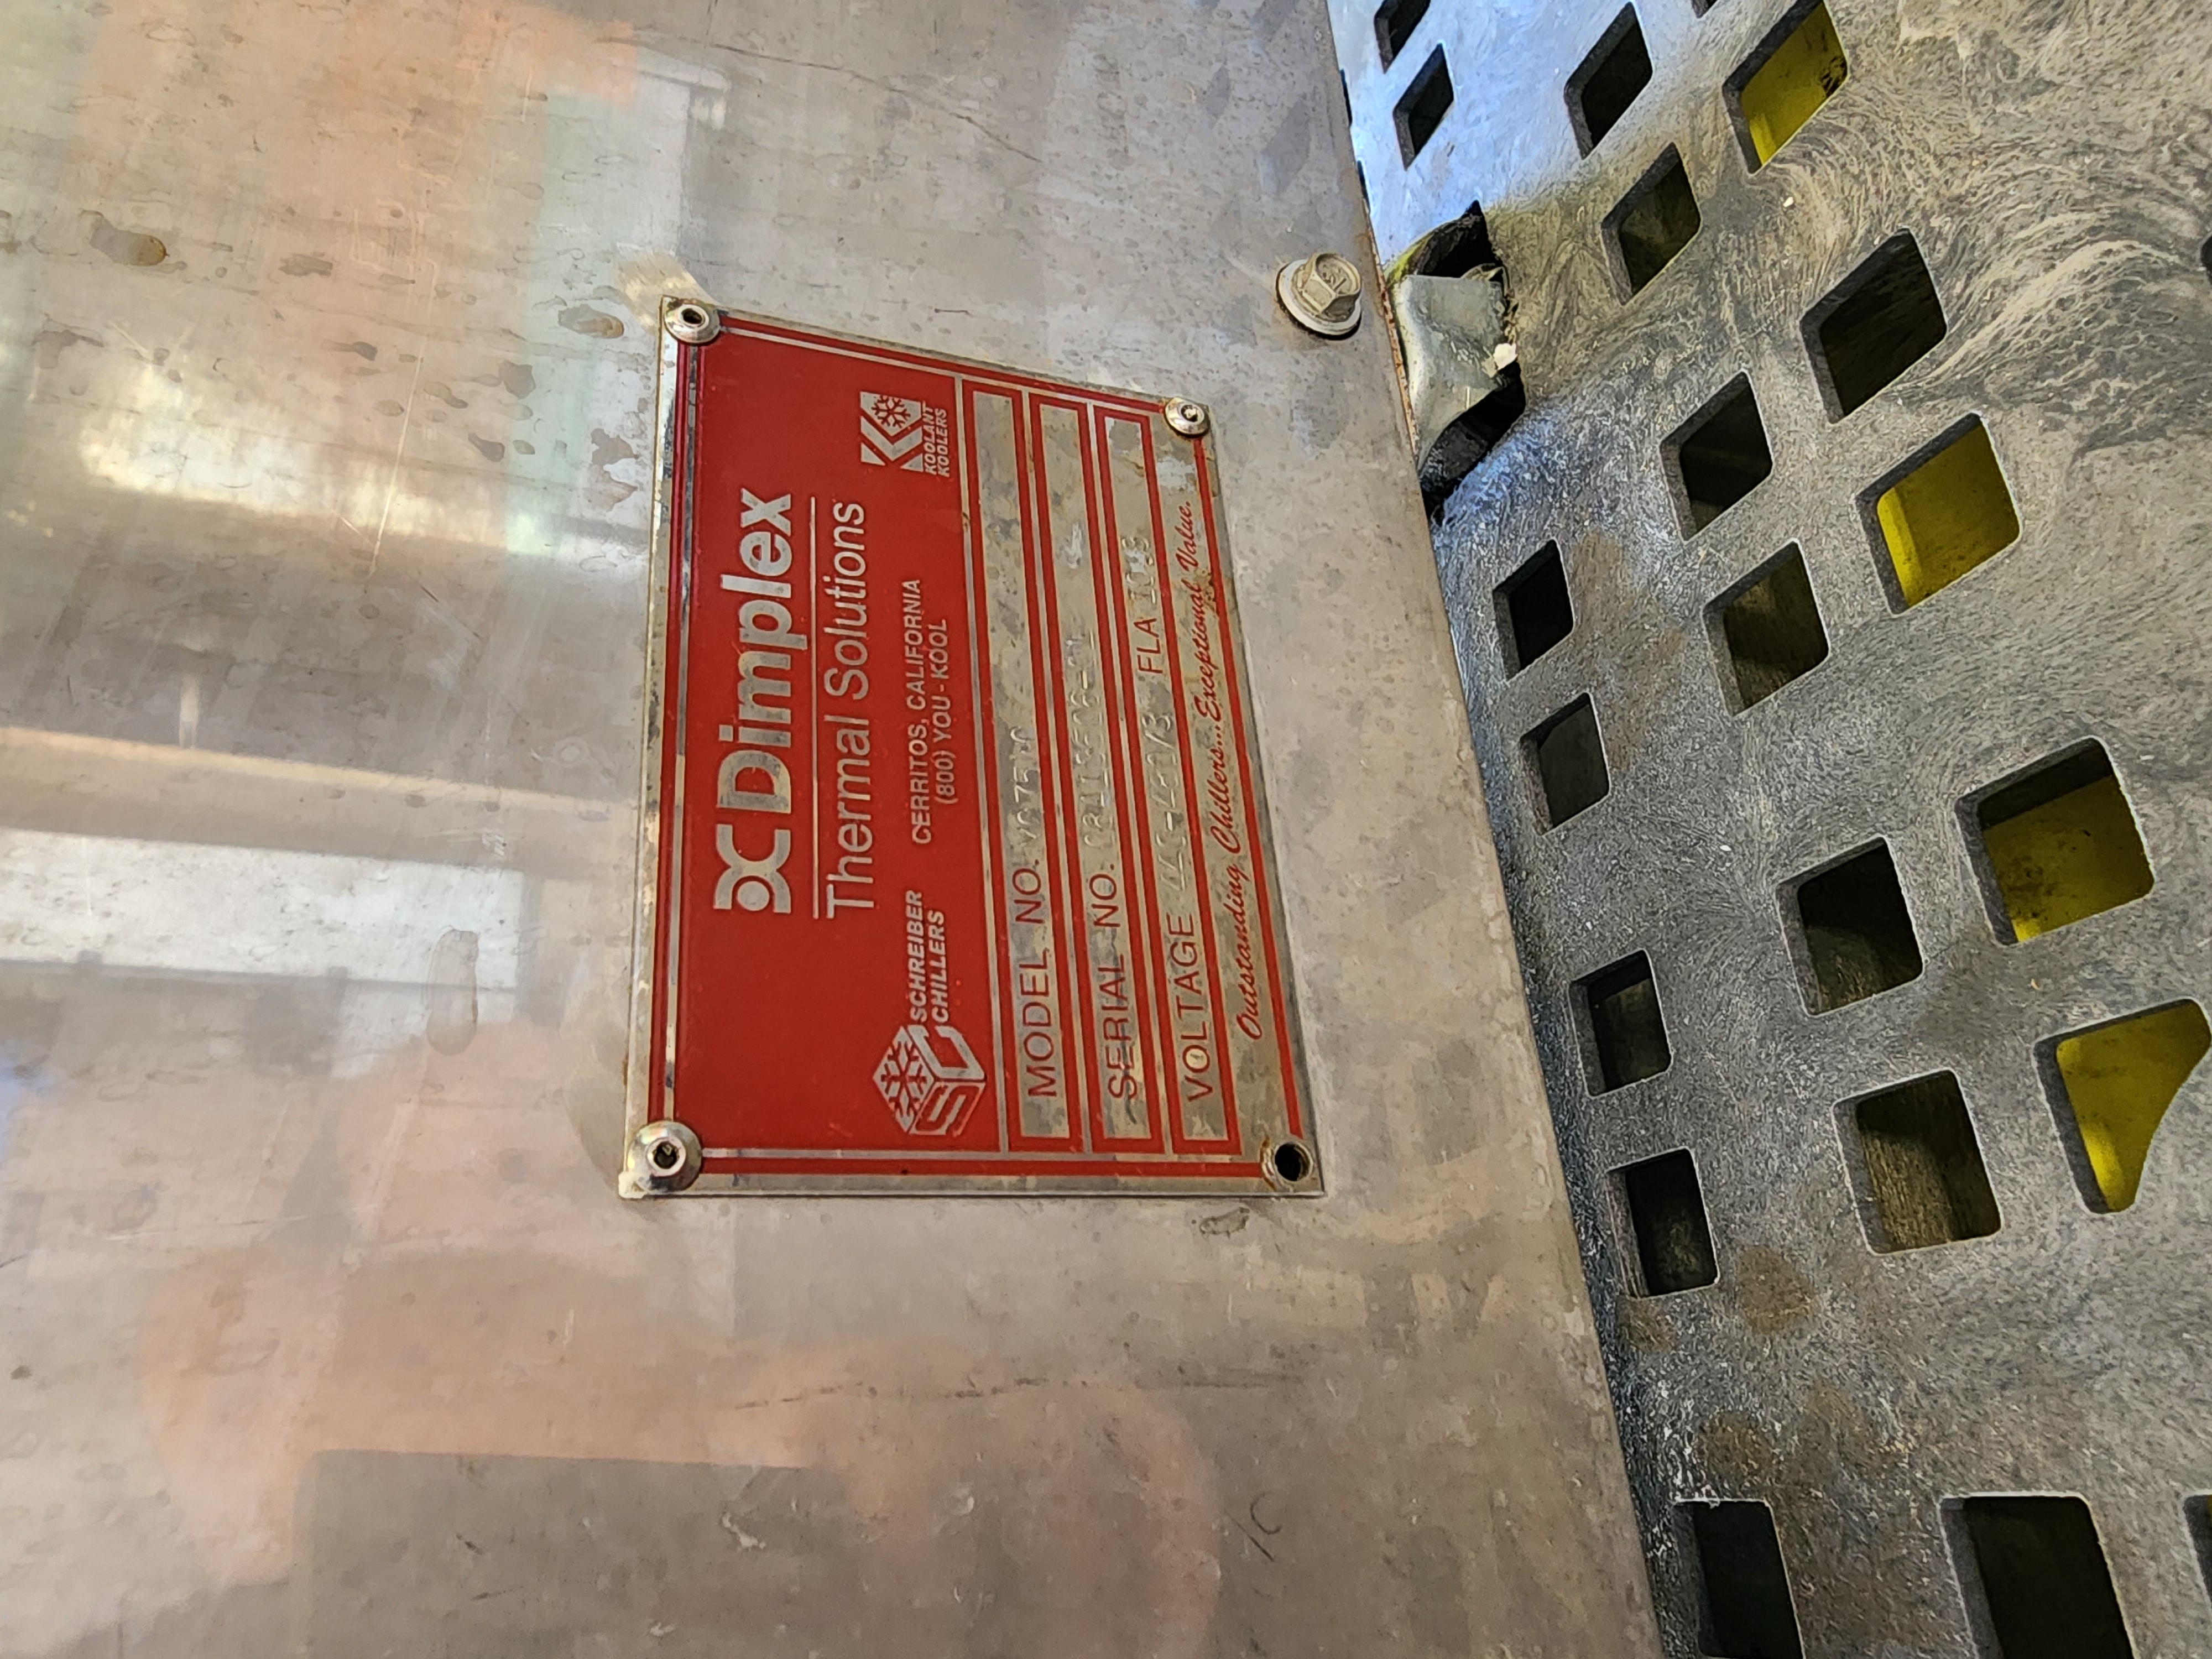 Dimplex
Thermal Solutions
SCHREIBER
CHILLERS
CERRITOS, CALIFORNIA
(800) YOU-KOOL
KOOLANT
KOOLERS
MODEL NO.
SERIAL NO.
VOLTAGE FLA
Outstanding Chillers...Exceptional Value.